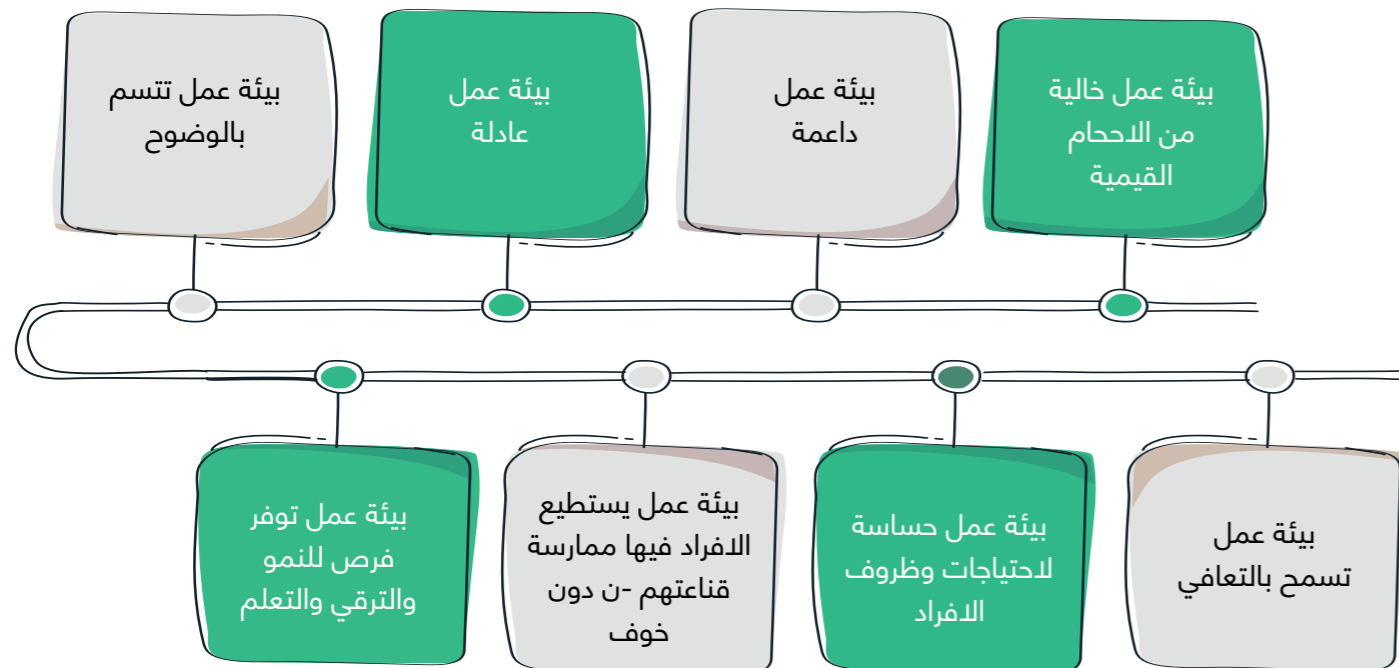 بيئة عمل خالية
من الاححام
القيمية
بيئة عمل
داعمة
بيئة عمل
عادلة
بيئة عمل تتسم
بالوضوح
بيئة عمل توفر
فرص للنمو
والترقي والتعلم
بيئة عمل يستطيع
الافراد فيها ممارسة
قناعتهم -ن دون
خوف
بيئة عمل حساسة
لاحتياجات وظروف
الافراد
بيئة عمل
تسمح بالتعافي